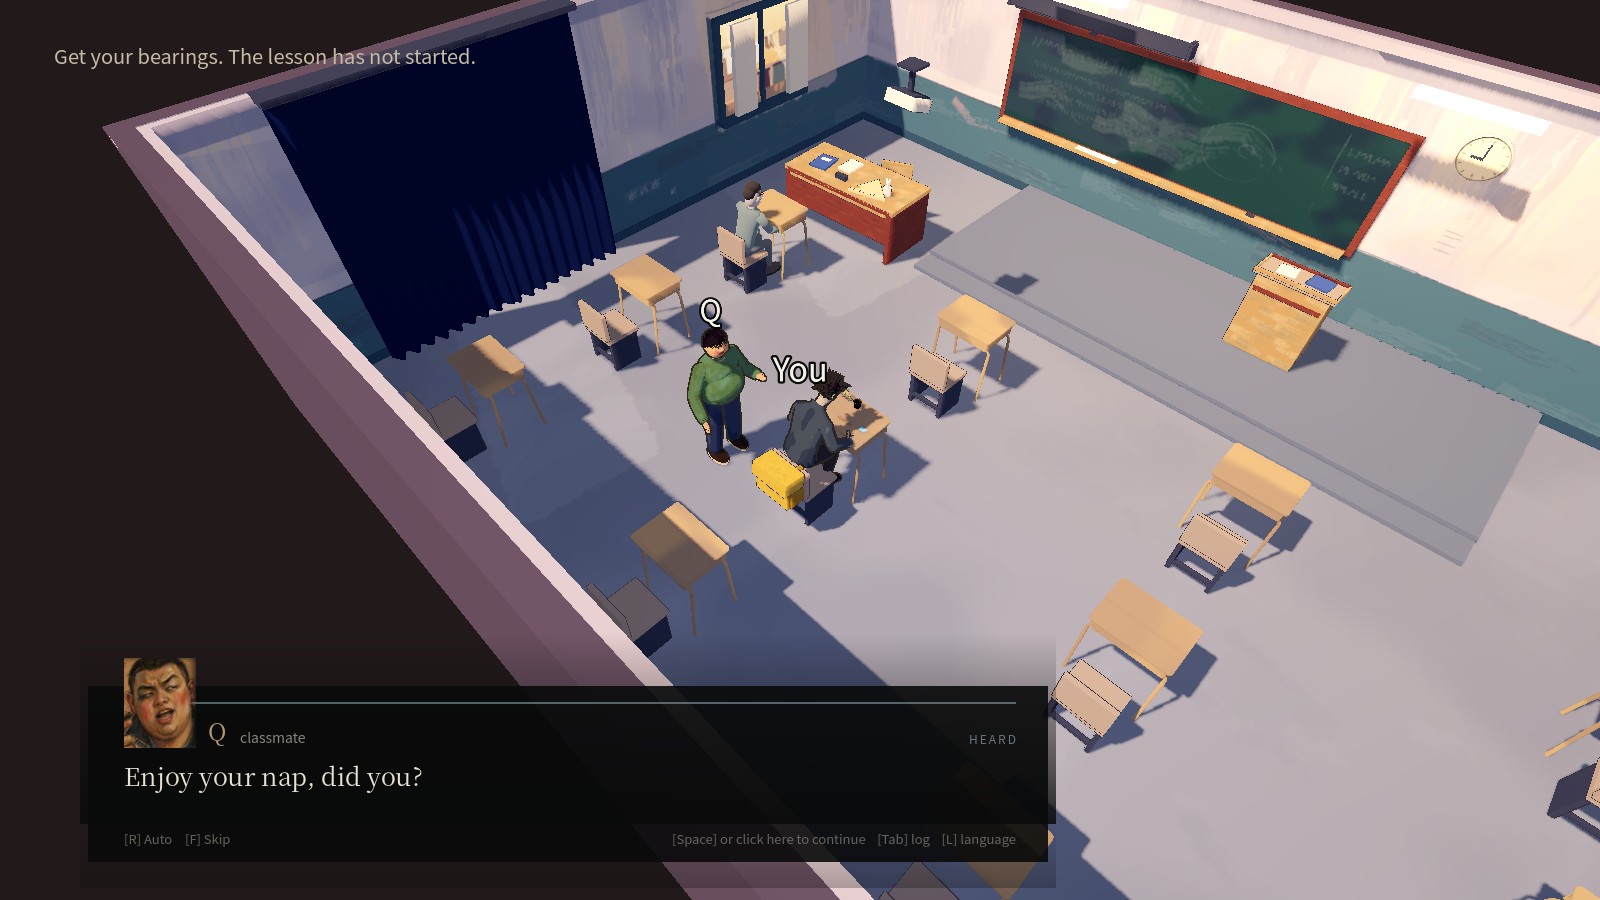 Get your bearings. The lesson has not started.
Q
You
Q classmate
HEARD
Enjoy your nap, did you?
[R] Auto [F] Skip
[Space] or click here to continue [Tab] log [L] language